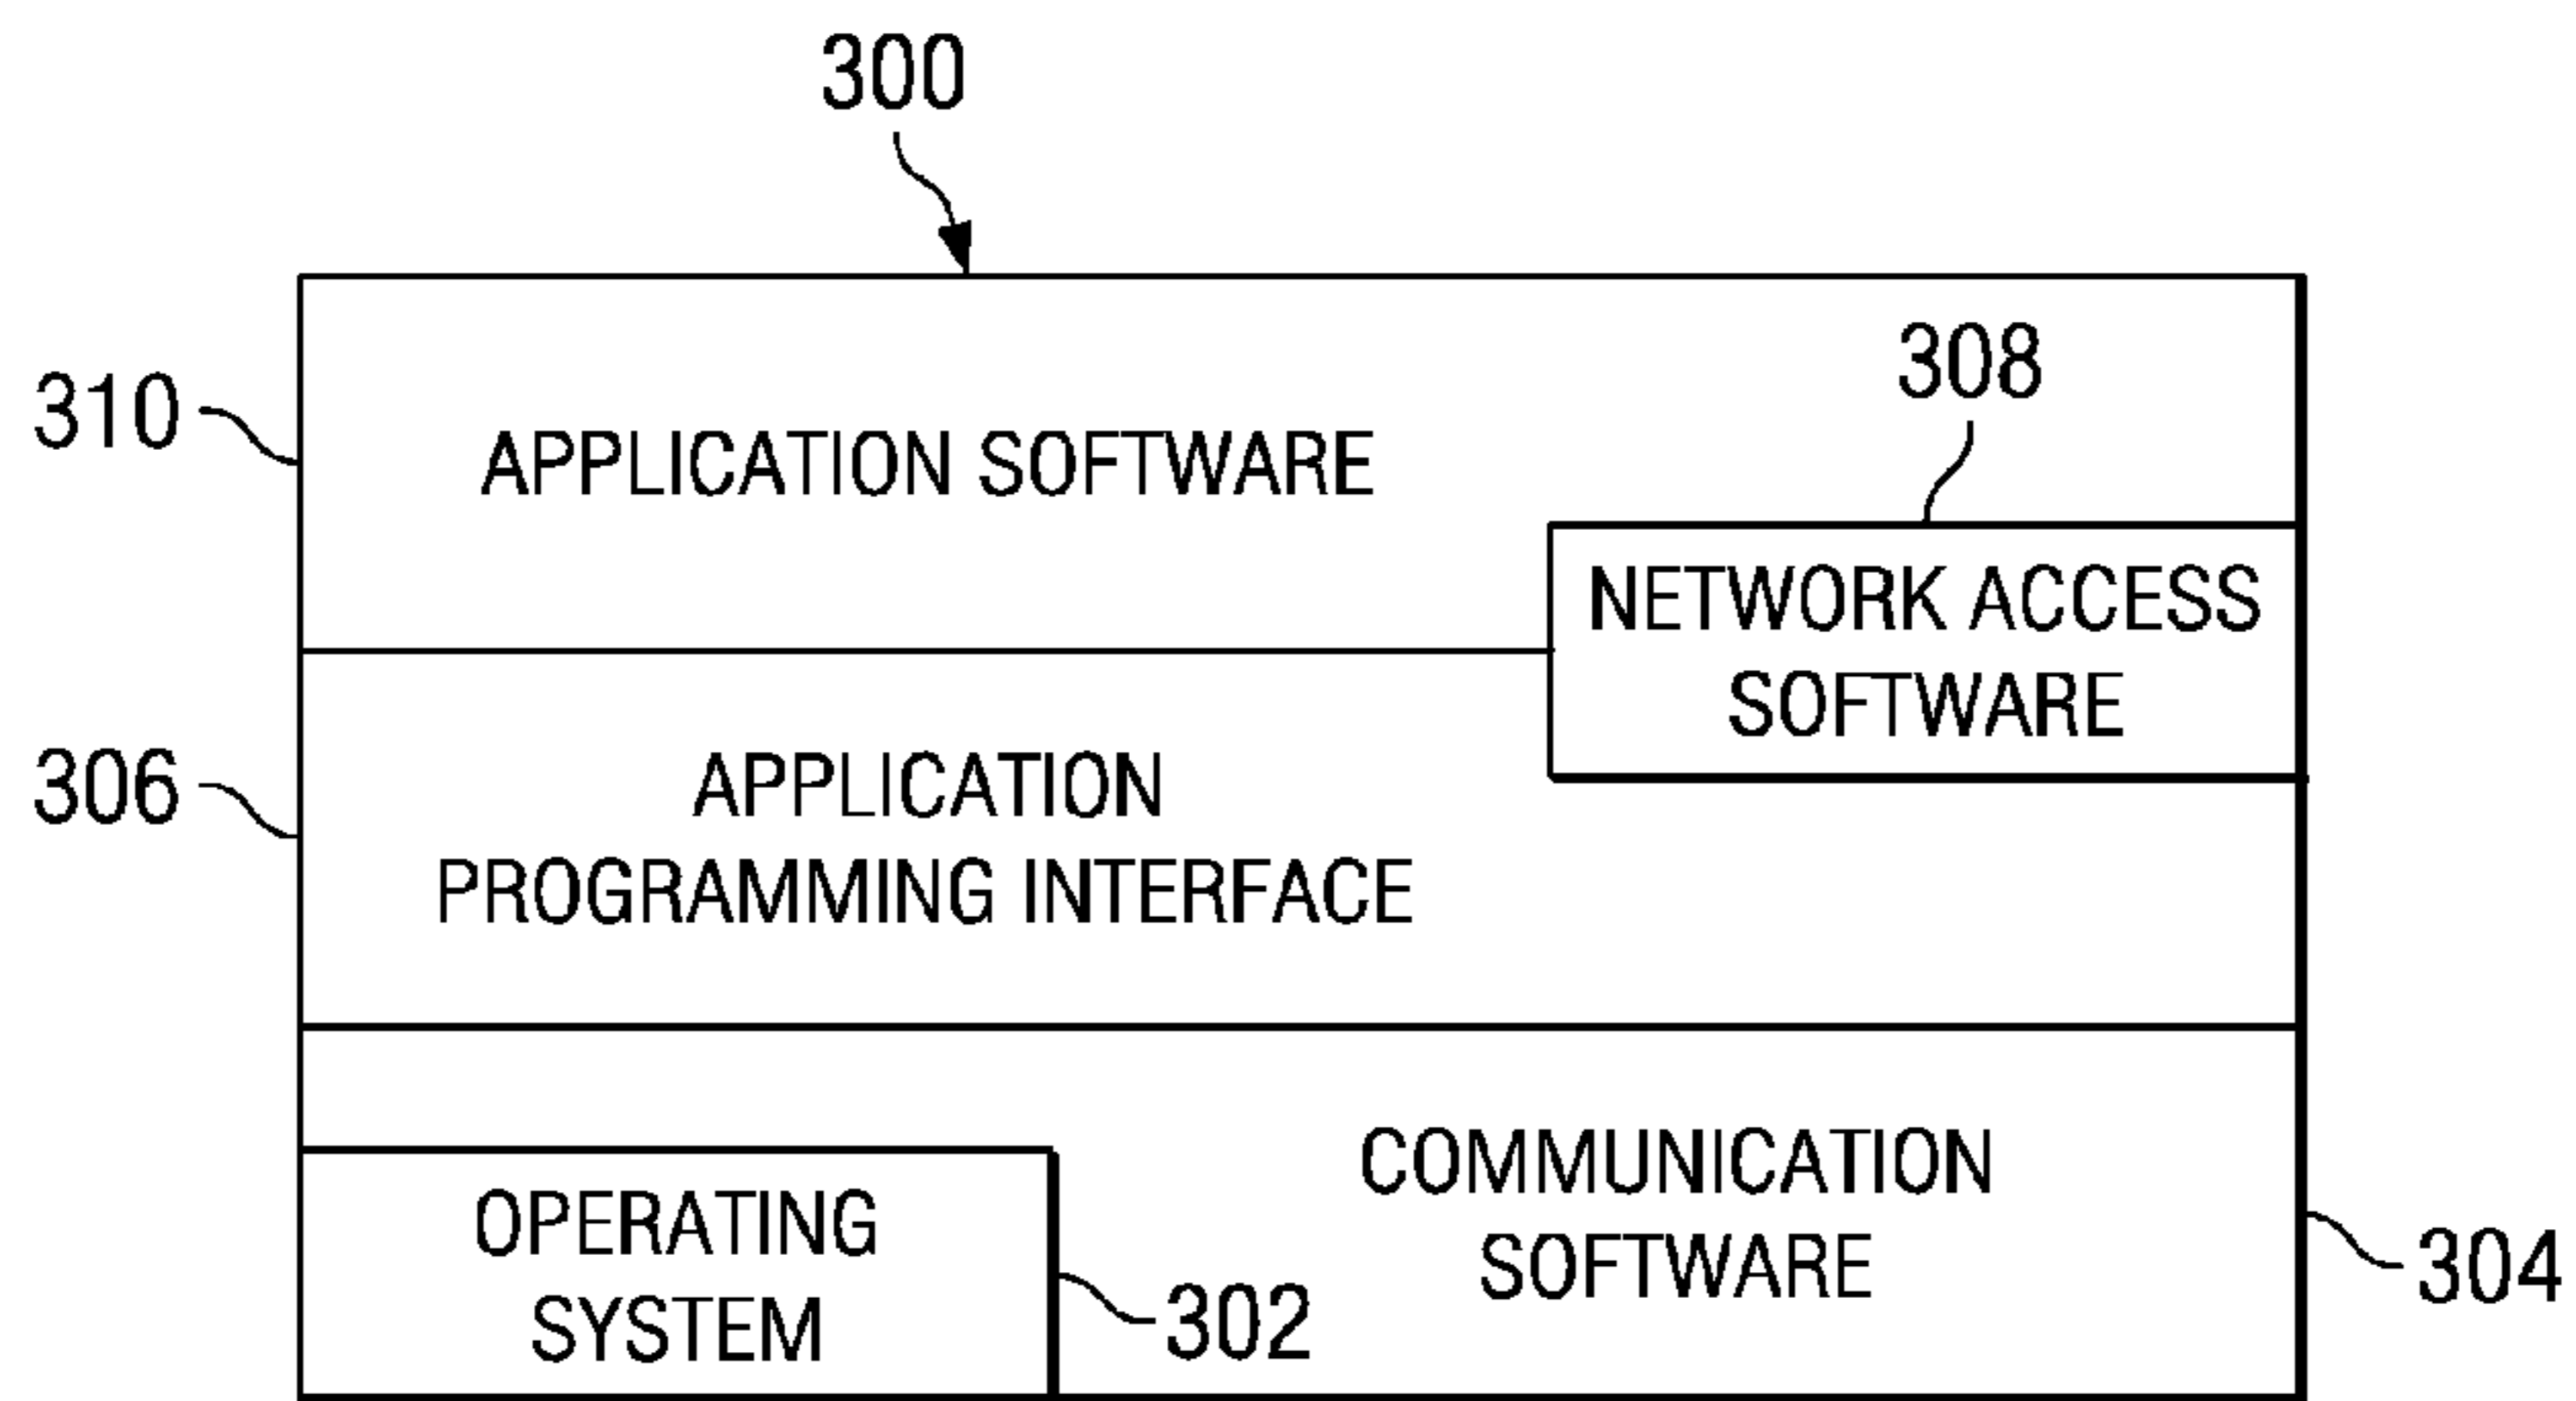 300
308
310
APPLICATION SOFTWARE
NETWORK ACCESS
SOFTWARE
306
APPLICATION
PROGRAMMING INTERFACE
COMMUNICATION
SOFTWARE
304
OPERATING
SYSTEM
302